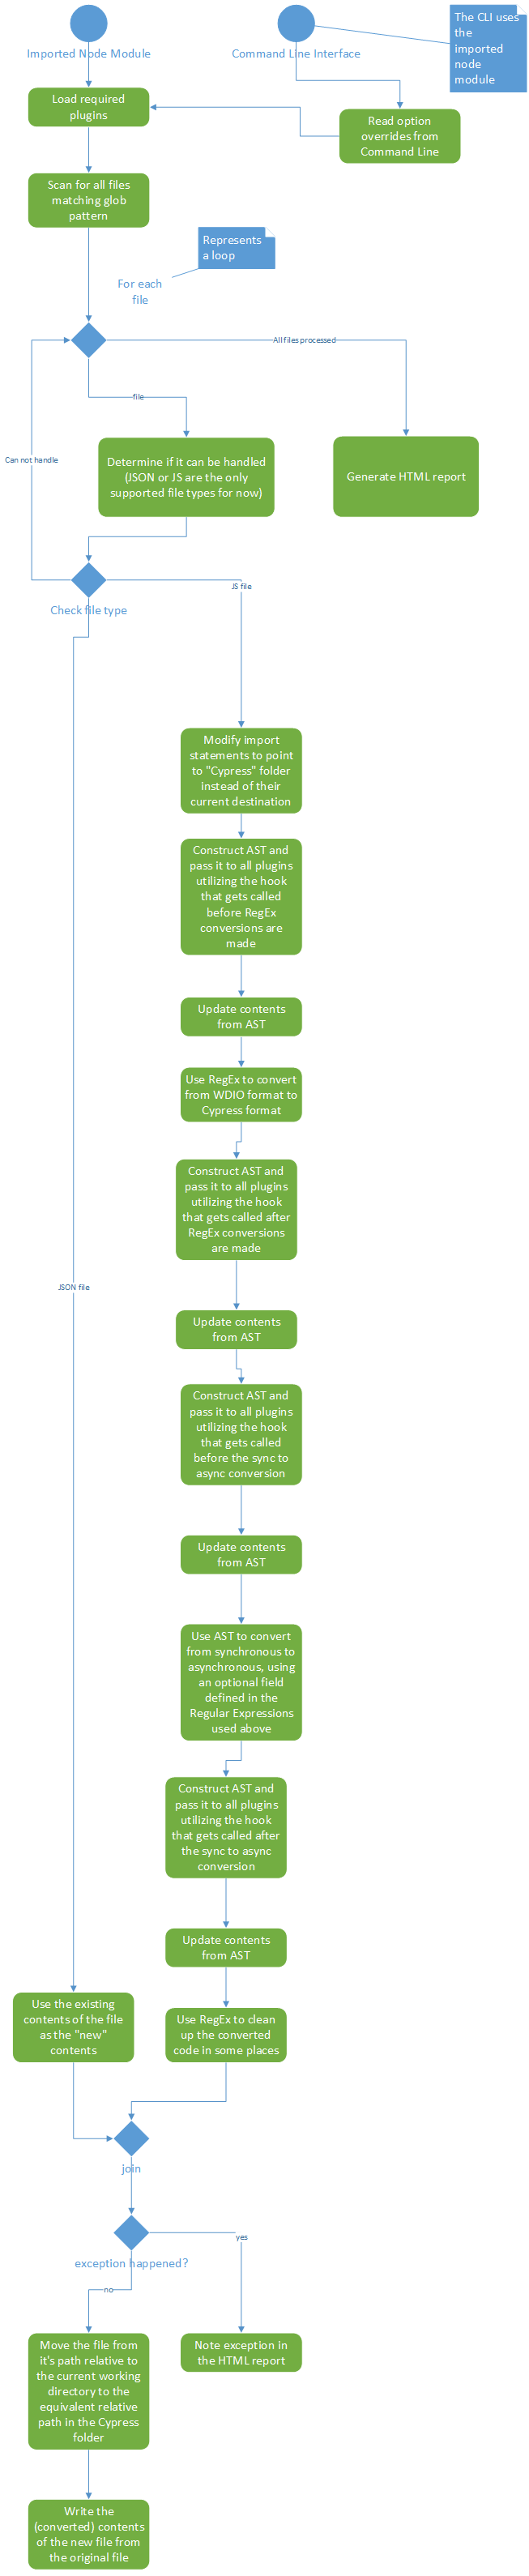 The CLI uses
the
imported
node
module
Imported Node Module
Command Line Interface
Load required
plugins
Read option
overrides from
Command Line
Scan for all files
matching glob
pattern
Represents
a loop
For each
file
All files processed
file
Can not handle
Determine if it can be handled
(JSON or JS are the only
supported file types for now)
Generate HTML report
JS file
Check file type
Modify import
statements to point
to "Cypress" folder
instead of their
current destination
Construct AST and
pass it to all plugins
utilizing the hook
that gets called
before RegEx
conversions are
made
Update contents
from AST
Use RegEx to convert
from WDIO format to
Cypress format
Construct AST and
pass it to all plugins
utilizing the hook
that gets called after
RegEx conversions
are made
JSON file
Update contents
from AST
Construct AST and
pass it to all plugins
utilizing the hook
that gets called
before the sync to
async conversion
Update contents
from AST
Use AST to convert
from synchronous to
asynchronous, using
an optional field
defined in the
Regular Expressions
used above
Construct AST and
pass it to all plugins
utilizing the hook
that gets called after
the sync to async
conversion
Update contents
from AST
Use the existing
contents of the file
as the "new"
contents
Use RegEx to clean
up the converted
code in some places
join
yes
exception happened?
no
Move the file from
it's path relative to
the current working
directory to the
equivalent relative
path in the Cypress
folder
Note exception in
the HTML report
Write the
(converted) contents
of the new file from
the original file